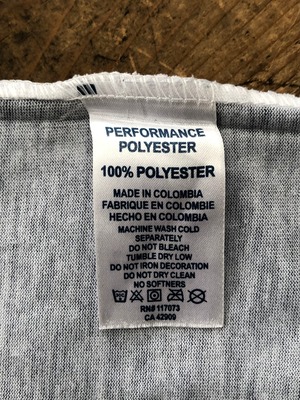 PERFORMANCE
POLYESTER
100% POLYESTER
MADE IN COLOMBIA
FABRIQUE EN COLOMBIE
HECHO EN COLOMBIA
MACHINE WASH COLD
SEPARATELY
DO NOT BLEACH
TUMBLE DRY LOW
DO NOT IRON DECORATION
DO NOT DRY CLEAN
NO SOFTNERS
RN# 117073
CA 42909